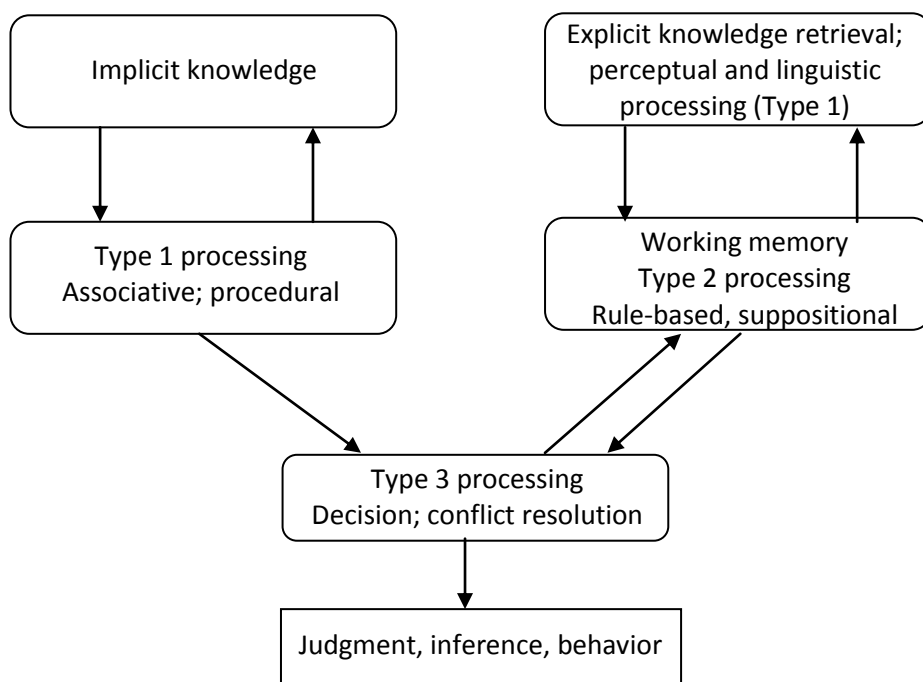 Implicit knowledge
Explicit knowledge retrieval;
perceptual and linguistic
processing (Type 1)
Type 1 processing
Associative; procedural
Working memory
Type 2 processing
Rule-based, suppositional
Type 3 processing
Decision; conflict resolution
Judgment, inference, behavior